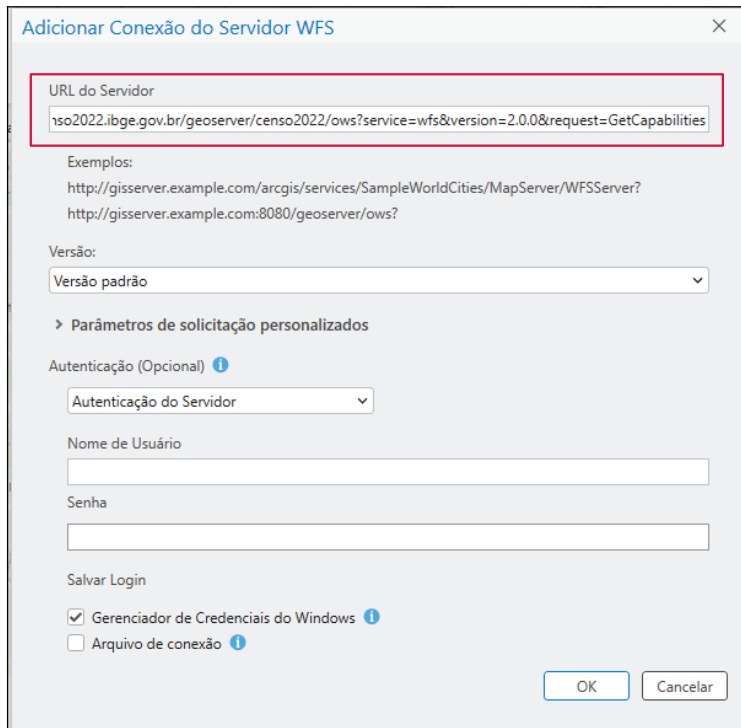 Adicionar Conexão do Servidor WFS
URL do Servidor
nso2022.ibge.gov.br/geoserver/censo2022/ows?service=wfs&version=2.0.0&request=GetCapabilities
Exemplos:
http://gisserver.example.com/arcgis/services/SampleWorldCities/MapServer/WFSServer?
http://gisserver.example.com:8080/geoserver/ows?
Versão:
Versão padrão
Parâmetros de solicitação personalizados
Autenticação (Opcional)
Autenticação do Servidor
Nome de Usuário
Senha
Salvar Login
Gerenciador de Credenciais do Windows
Arquivo de conexão
OK Cancelar